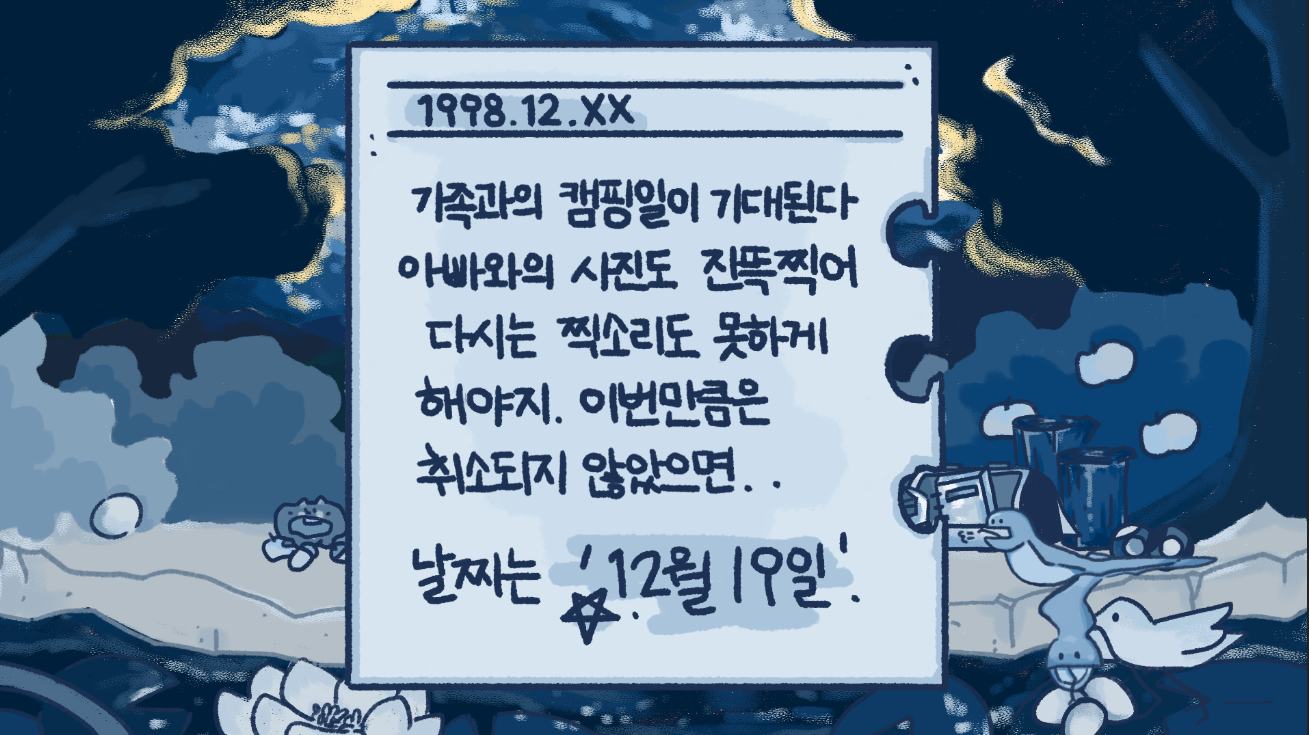 1998.12.XX
가족과의 캠핑일이 기대된다
아빠와의 사진도 진뜩찍어
다시는 찍소리도 못하게
해야지. 이번만큼은
취소되지 않았으면..
날짜는 '12월 19일'.